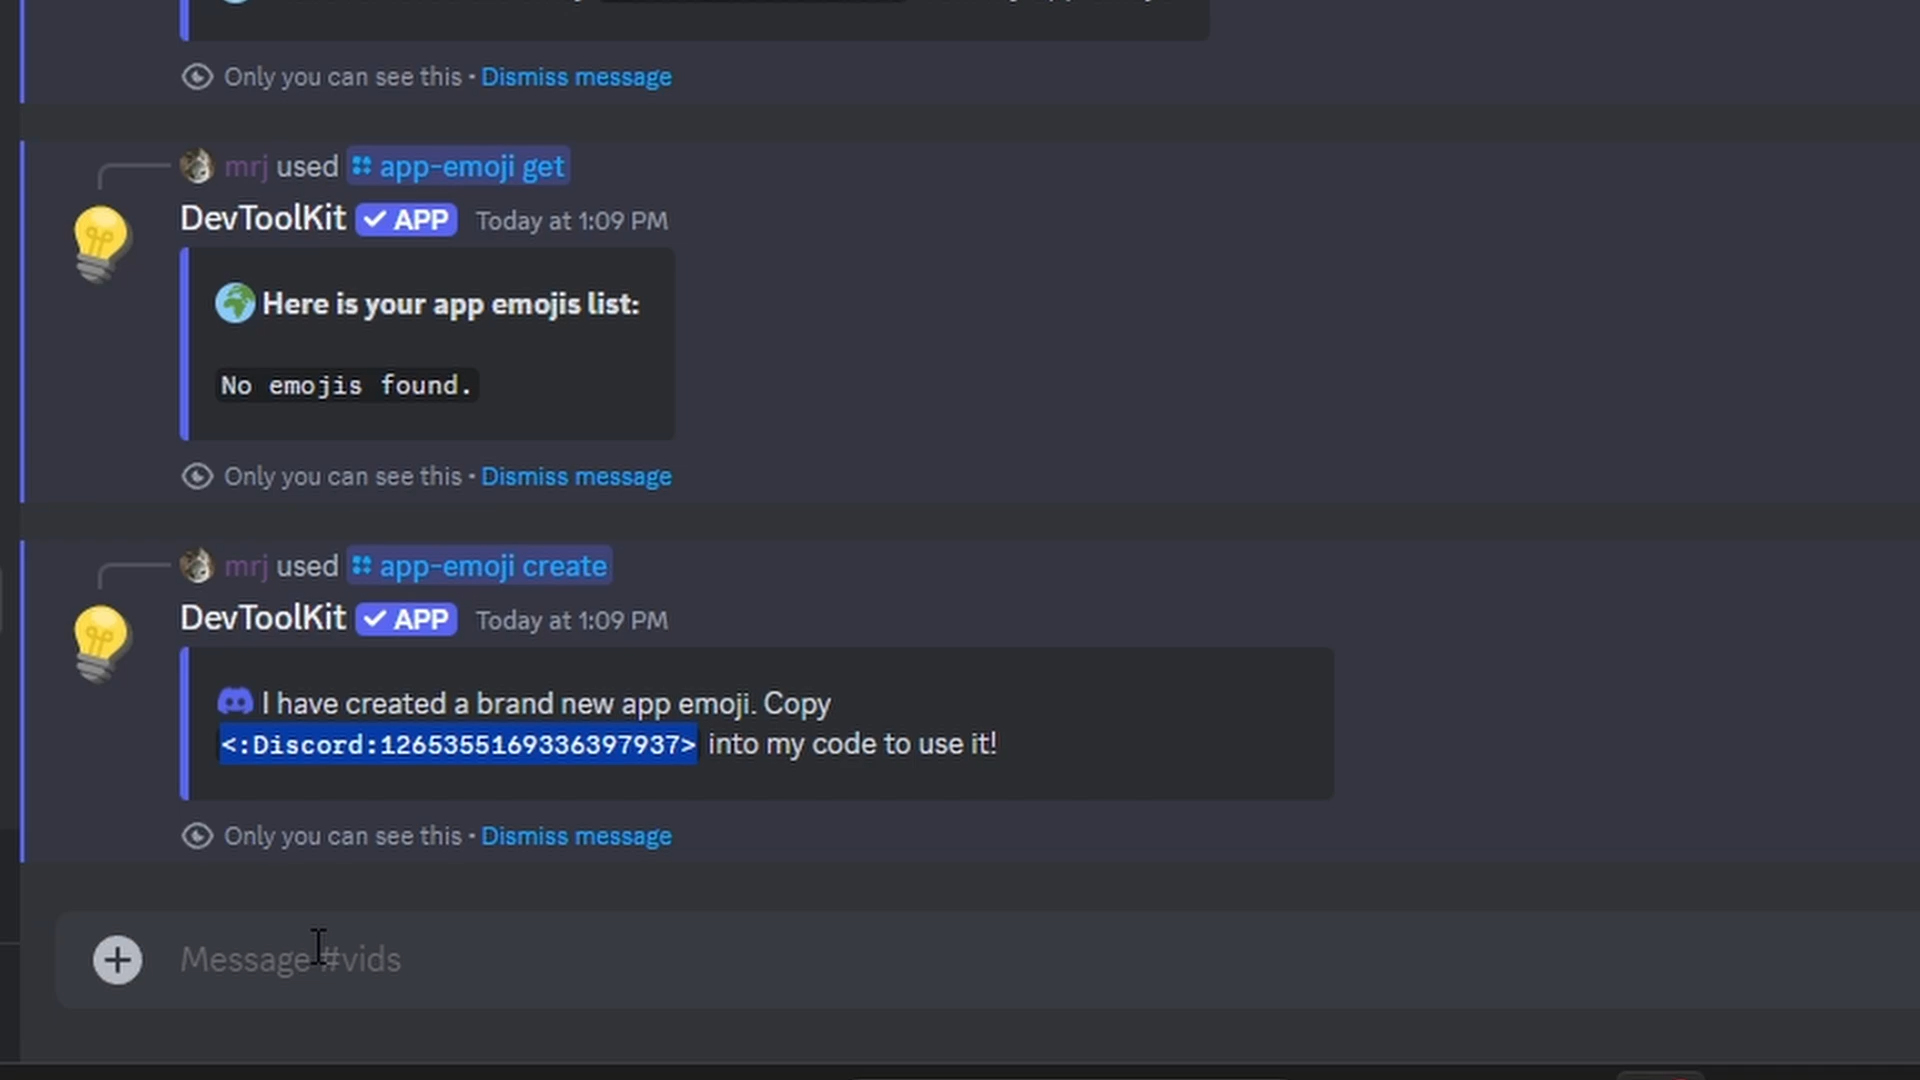 Only you can see this • Dismiss message
mrj used app-emoji get
DevToolKit ✓ APP Today at 1:09 PM
Here is your app emojis list:
No emojis found.
Only you can see this • Dismiss message
mrj used app-emoji create
DevToolKit ✓ APP Today at 1:09 PM
I have created a brand new app emoji. Copy
<:Discord:1265355169336397937> into my code to use it!
Only you can see this • Dismiss message
Message #vids